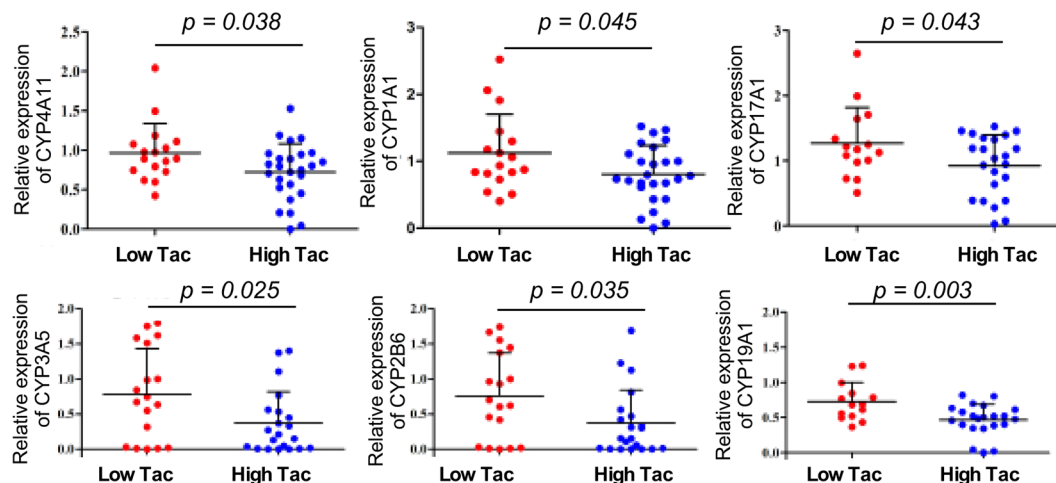 p = 0.038
Relative expression
of CYP4A11
2.5
2.0
1.5
1.0
0.5
0.0
Low Tac High Tac
p = 0.045
Relative expression
of CYP1A1
3
2
1
0
Low Tac High Tac
p = 0.043
Relative expression
of CYP17A1
3
2
1
0
Low Tac High Tac
p = 0.025
Relative expression
of CYP3A5
2.0
1.5
1.0
0.5
0.0
Low Tac High Tac
p = 0.035
Relative expression
of CYP2B6
2.0
1.5
1.0
0.5
0.0
Low Tac High Tac
p = 0.003
Relative expression
of CYP19A1
2.0
1.5
1.0
0.5
0.0
Low Tac High Tac